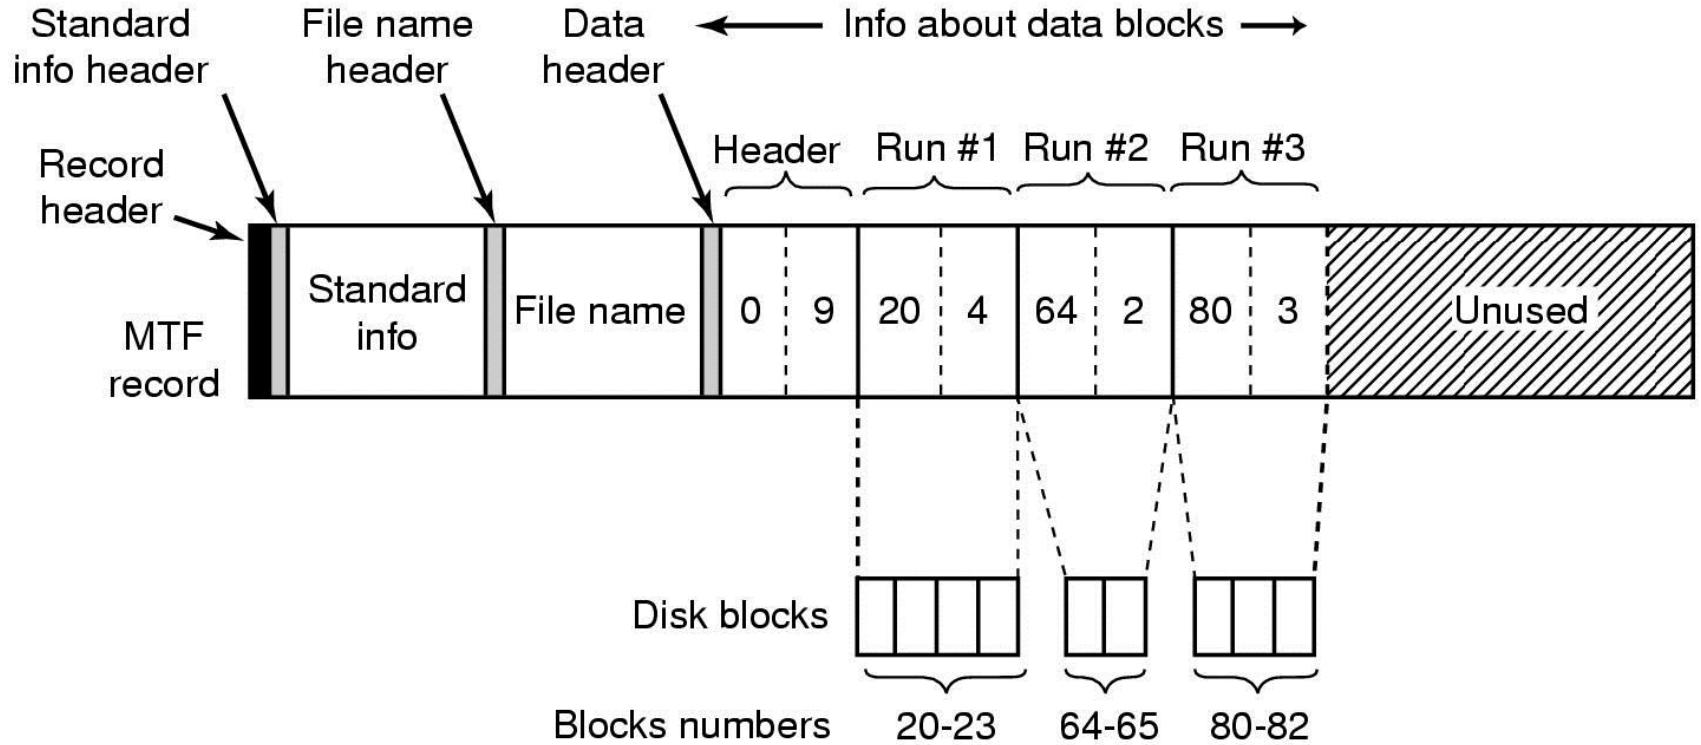 Standard
info header
File name
header
Data
header
Info about data blocks
Record
header
Header
Run #1
Run #2
Run #3
MTF
record
Standard
info
File name
0
9
20
4
64
2
80
3
Unused
Disk blocks
Blocks numbers
20-23
64-65
80-82